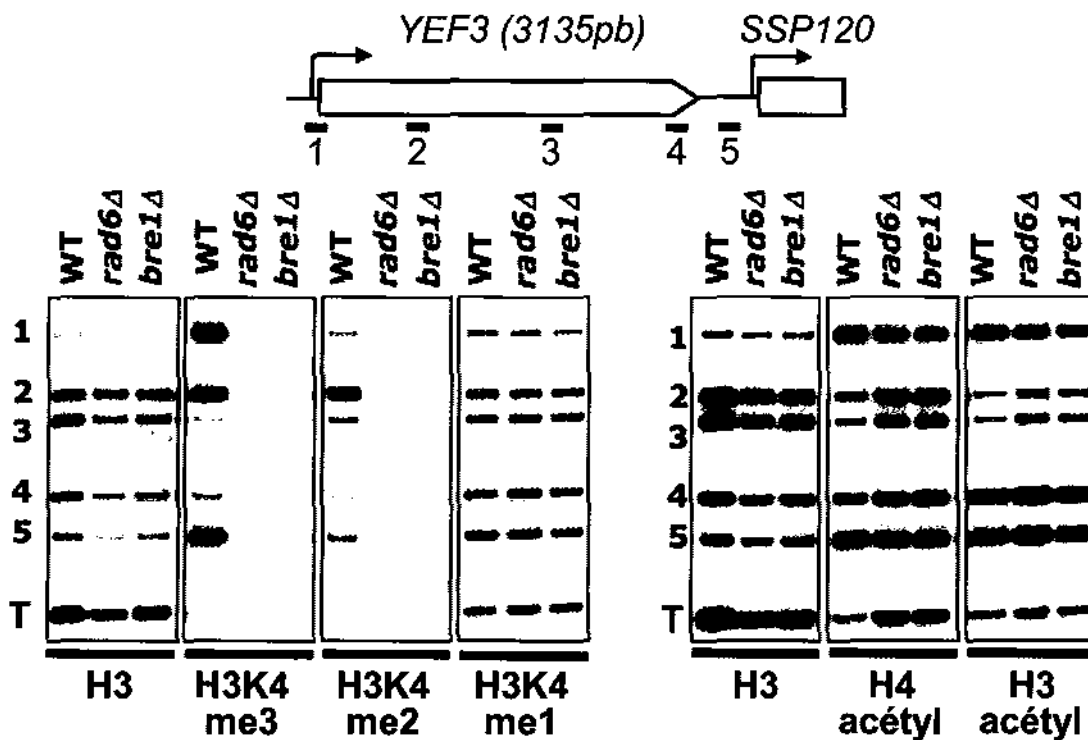 YEF3 (3135pb) SSP120
1 2 3 4 5
WT rad6Δ bre1Δ WT rad6Δ bre1Δ WT rad6Δ bre1Δ WT rad6Δ bre1Δ WT rad6Δ bre1Δ WT rad6Δ bre1Δ WT rad6Δ bre1Δ
1 1
2 2
3 3
4 4
5 5
T T
H3 H3K4 H3K4 H3K4 H3 H4 H3
me3 me2 me1 acétyl acétyl